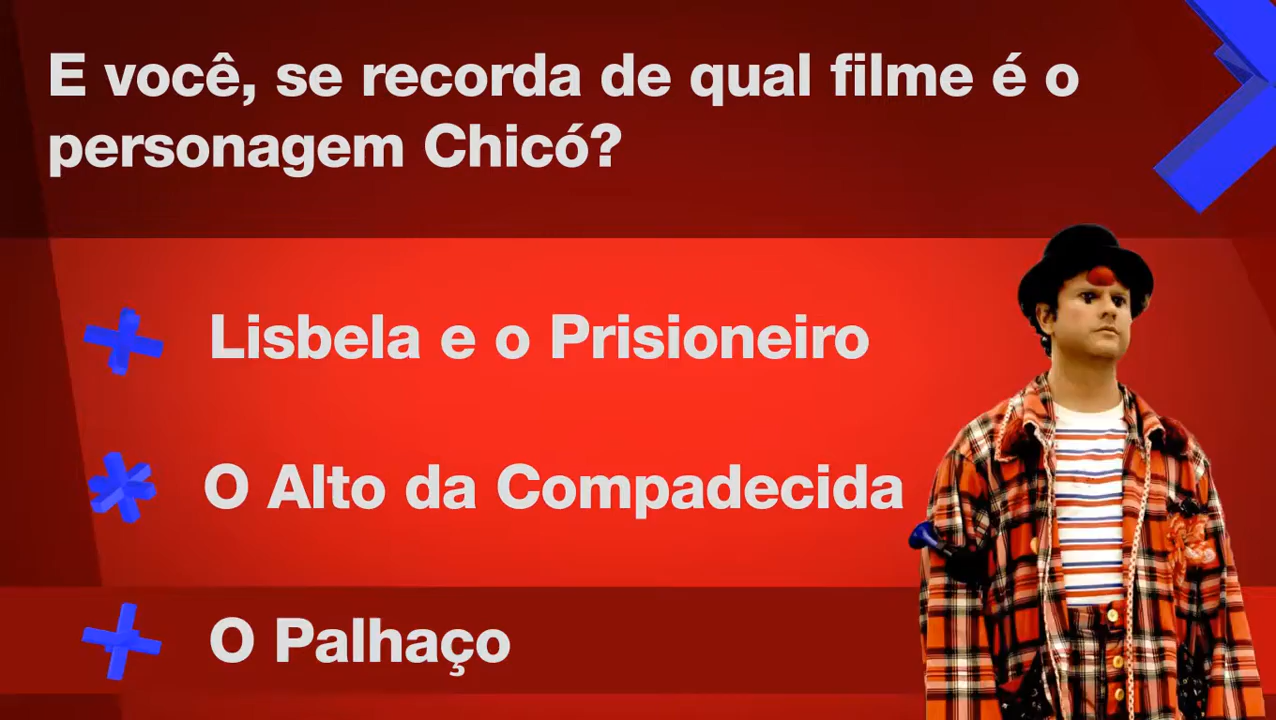 E você, se recorda de qual filme é o
personagem Chicó?
Lisbela e o Prisioneiro
O Alto da Compadecida
O Palhaço